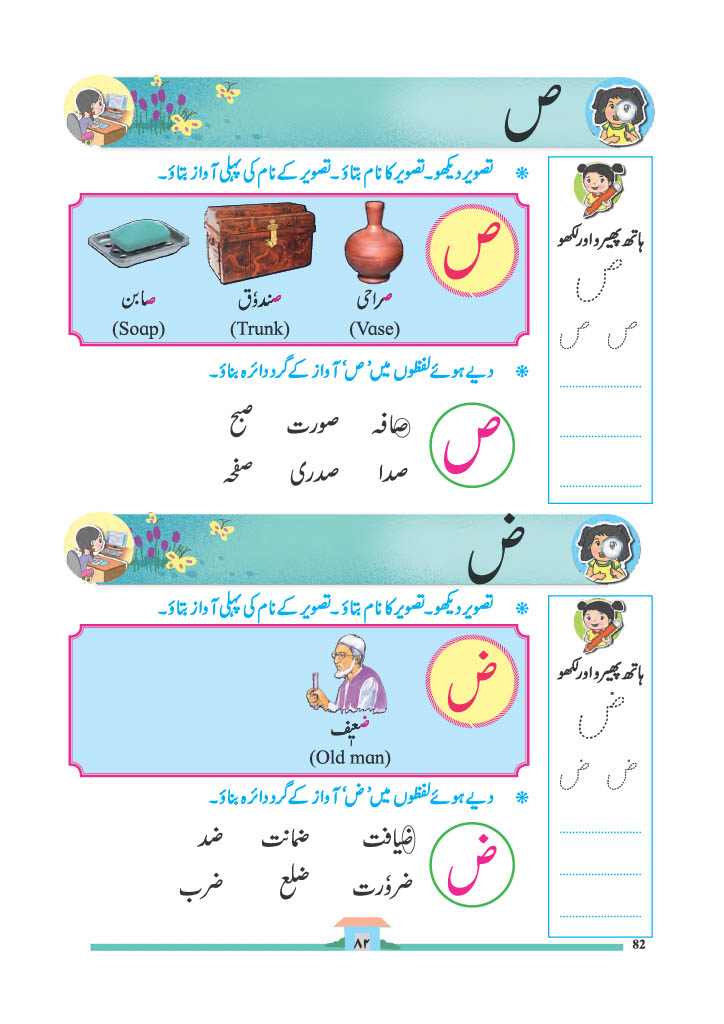 ص
تصویر دیکھو۔ تصویر کا نام بتاؤ۔ تصویر کے نام کی پہلی آواز بتاؤ۔
ص
صراحی صندوٗق صابن
(Vase) (Trunk) (Soap)
دیے ہوئے لفظوں میں ’ص‘ آواز کے گرد دائرہ بناؤ۔
ص
صافہ صورت صبح
صدا صدری صفحہ
ہاتھ پھیرو اور لکھو
ص
ص ص
ض
تصویر دیکھو۔ تصویر کا نام بتاؤ۔ تصویر کے نام کی پہلی آواز بتاؤ۔
ض
ضعیف
(Old man)
دیے ہوئے لفظوں میں ’ض‘ آواز کے گرد دائرہ بناؤ۔
ض
ضیافت ضمانت ضد
ضروٗرت ضلع ضرب
ہاتھ پھیرو اور لکھو
ض
ض ض
۸۲
82